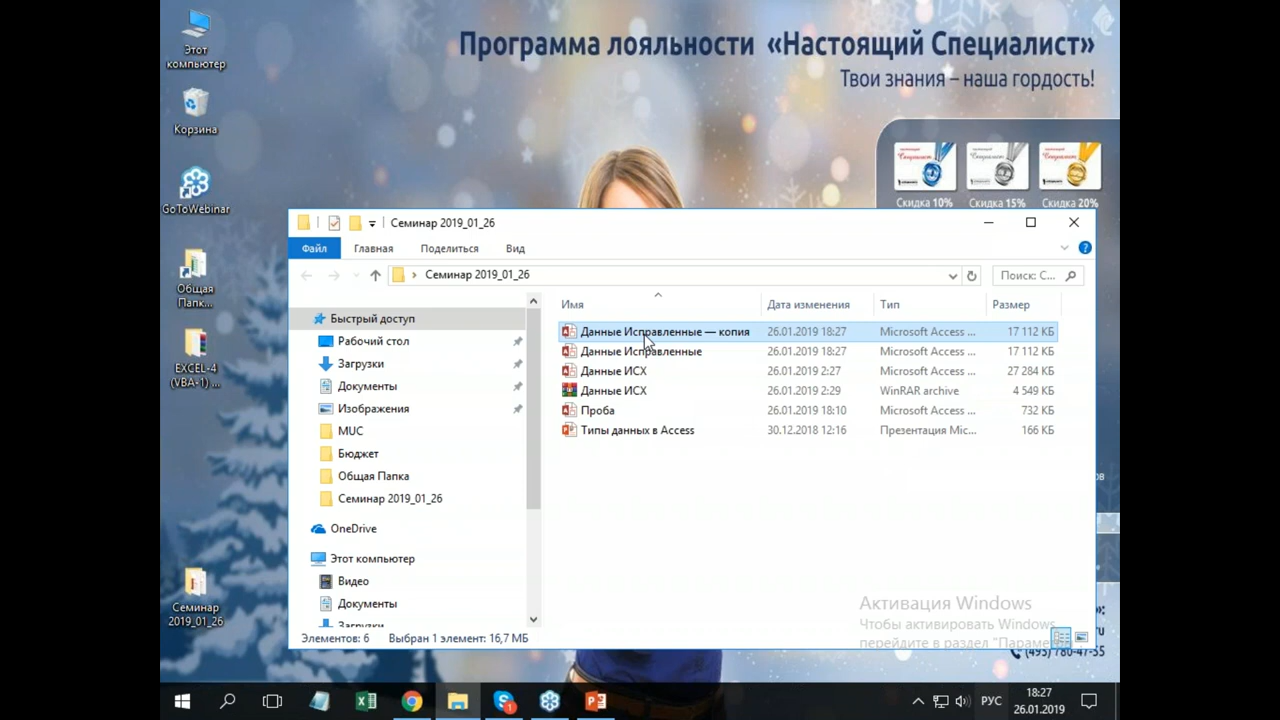 Программа лояльности «Настоящий Специалист»
Твои знания – наша гордость!
Скидка 10%
Скидка 15%
Скидка 20%
Этот
компьютер
Корзина
GoToWebinar
Общая
Папк...
EXCEL-4
(VBA-1) ...
Семинар
2019_01_26
Семинар 2019_01_26
Файл
Главная
Поделиться
Вид
Семинар 2019_01_26
Поиск: С...
Быстрый доступ
Рабочий стол
Загрузки
Документы
Изображения
MUC
Бюджет
Общая Папка
Семинар 2019_01_26
OneDrive
Этот компьютер
Видео
Документы
Загрузки
Имя Дата изменения Тип Размер
Данные Исправленные — копия 26.01.2019 18:27 Microsoft Access ... 17 112 КБ
Данные Исправленные 26.01.2019 18:27 Microsoft Access ... 17 112 КБ
Данные ИСХ 26.01.2019 2:27 Microsoft Access ... 27 284 КБ
Данные ИСХ 26.01.2019 2:29 WinRAR archive 4 549 КБ
Проба 26.01.2019 18:10 Microsoft Access ... 732 КБ
Типы данных в Access 30.12.2018 12:16 Презентация Mic... 166 КБ
Активация Windows
Чтобы активировать Windows,
перейдите в раздел "Параме
Элементов: 6 Выбран 1 элемент: 16,7 МБ
(495) 780-47-55
РУС
18:27
26.01.2019